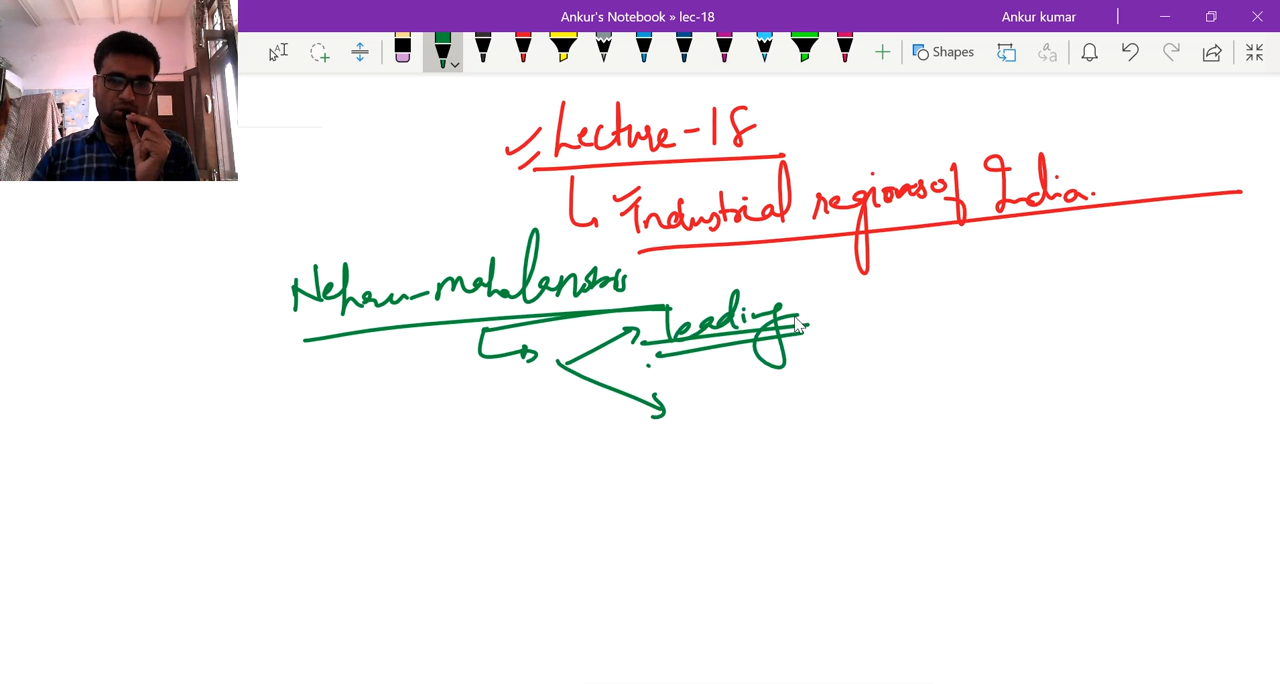 Ankur's Notebook » lec-18
Ankur kumar
Shapes
Lecture-18
Industrial regions of India.
Nehru-mahalanobis
leading